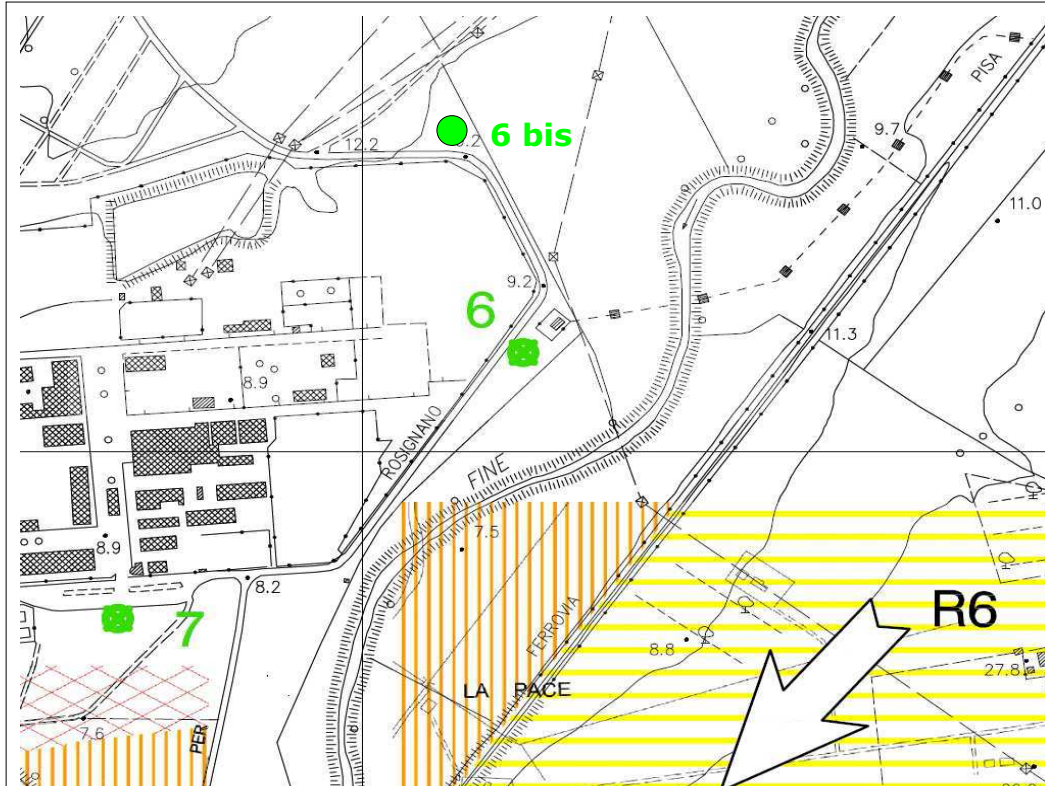 PISA
9.7
12.2
6 bis
11.0
9.2
6
11.3
8.9
ROSIGNANO
FINE
7.5
8.9
8.2
R6
7
FERROVIA
8.8
27.8
LA PACE
7.6
PER